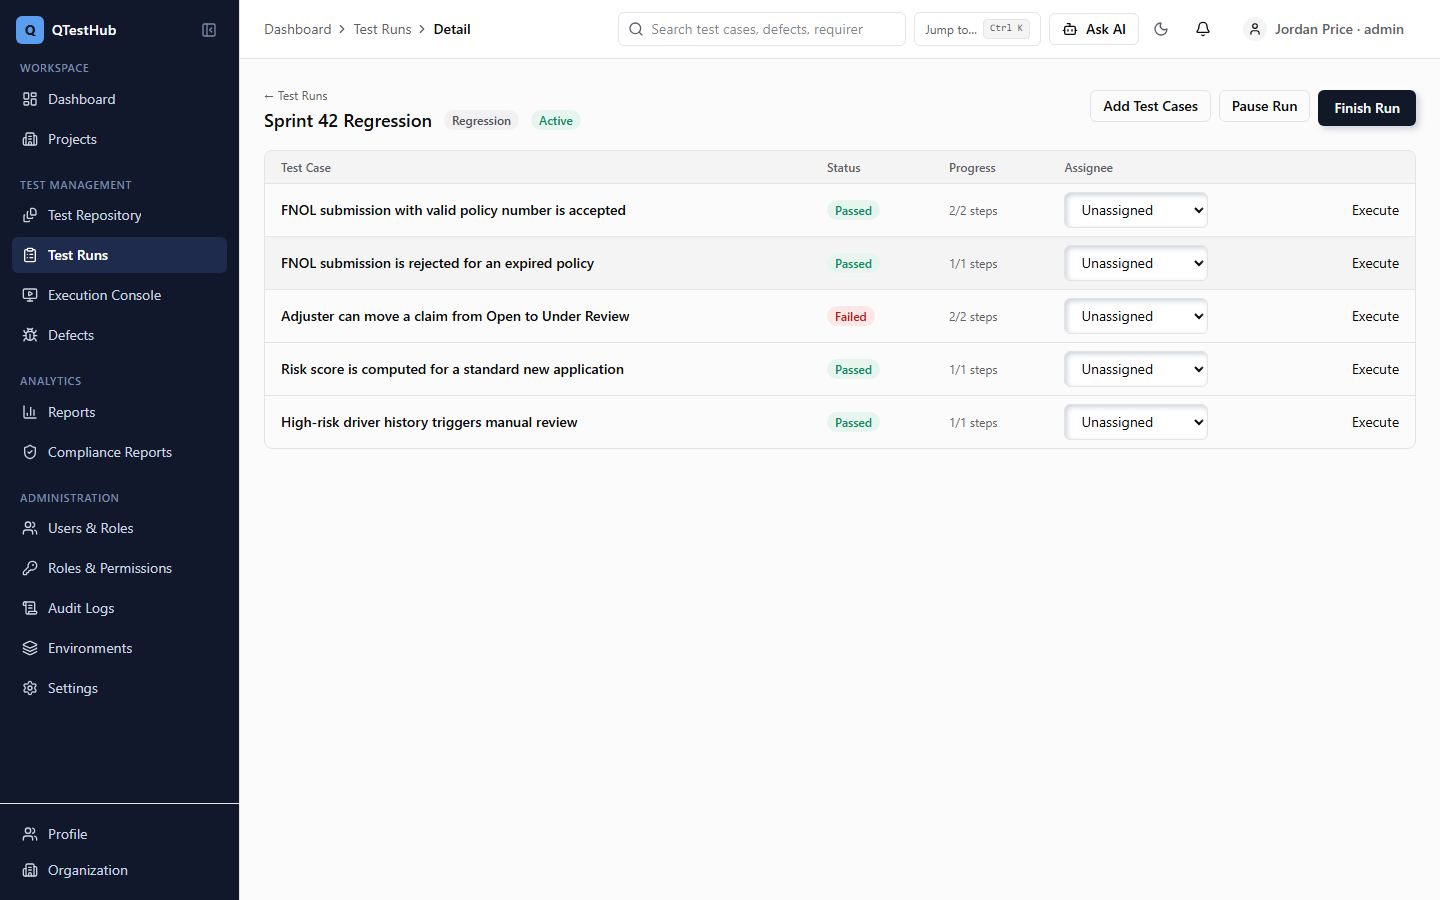 Q QTestHub
WORKSPACE
Dashboard
Projects
TEST MANAGEMENT
Test Repository
Test Runs
Execution Console
Defects
ANALYTICS
Reports
Compliance Reports
ADMINISTRATION
Users & Roles
Roles & Permissions
Audit Logs
Environments
Settings
Profile
Organization
Dashboard > Test Runs > Detail
Search test cases, defects, requirer
Jump to... Ctrl K
Ask AI
Jordan Price · admin
← Test Runs
Sprint 42 Regression Regression Active
Add Test Cases Pause Run Finish Run
Test Case Status Progress Assignee
FNOL submission with valid policy number is accepted Passed 2/2 steps Unassigned Execute
FNOL submission is rejected for an expired policy Passed 1/1 steps Unassigned Execute
Adjuster can move a claim from Open to Under Review Failed 2/2 steps Unassigned Execute
Risk score is computed for a standard new application Passed 1/1 steps Unassigned Execute
High-risk driver history triggers manual review Passed 1/1 steps Unassigned Execute